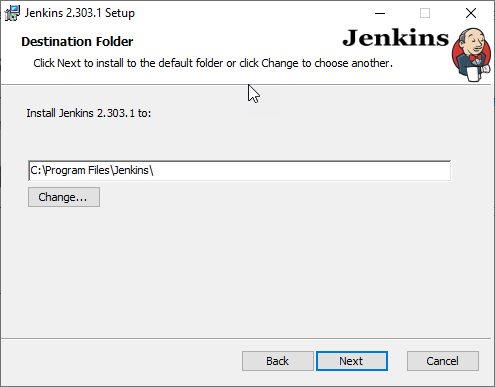 Jenkins 2.303.1 Setup
Destination Folder
Jenkins
Click Next to install to the default folder or click Change to choose another.
Install Jenkins 2.303.1 to:
C:\Program Files\Jenkins\
Change...
Back
Next
Cancel